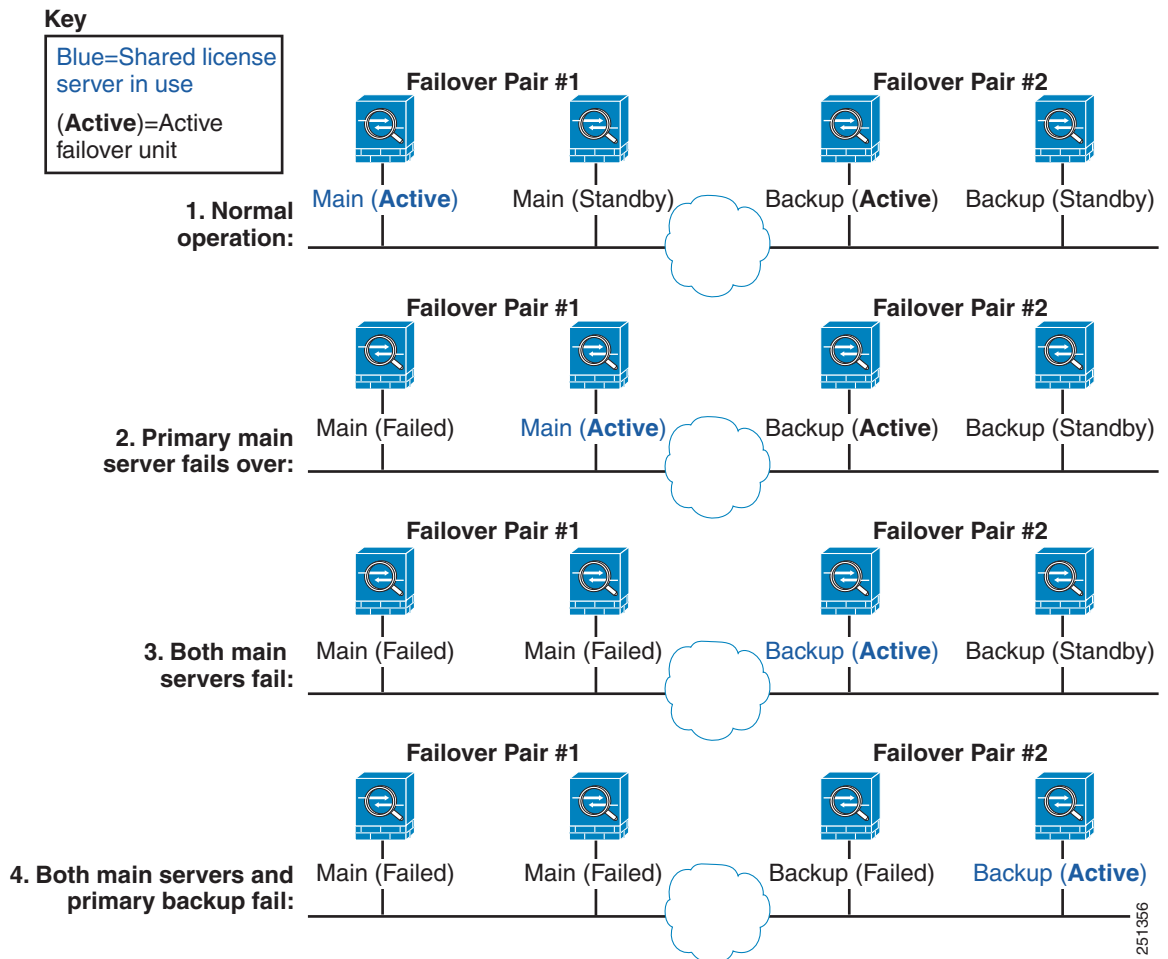 Key
Blue=Shared license
server in use
(Active)=Active
failover unit
Failover Pair #1
Failover Pair #2
1. Normal
operation:
Main (Active)
Main (Standby)
Backup (Active)
Backup (Standby)
Failover Pair #1
Failover Pair #2
2. Primary main
server fails over:
Main (Failed)
Main (Active)
Backup (Active)
Backup (Standby)
Failover Pair #1
Failover Pair #2
3. Both main
servers fail:
Main (Failed)
Main (Failed)
Backup (Active)
Backup (Standby)
Failover Pair #1
Failover Pair #2
4. Both main servers and
primary backup fail:
Main (Failed)
Main (Failed)
Backup (Failed)
Backup (Active)
251356